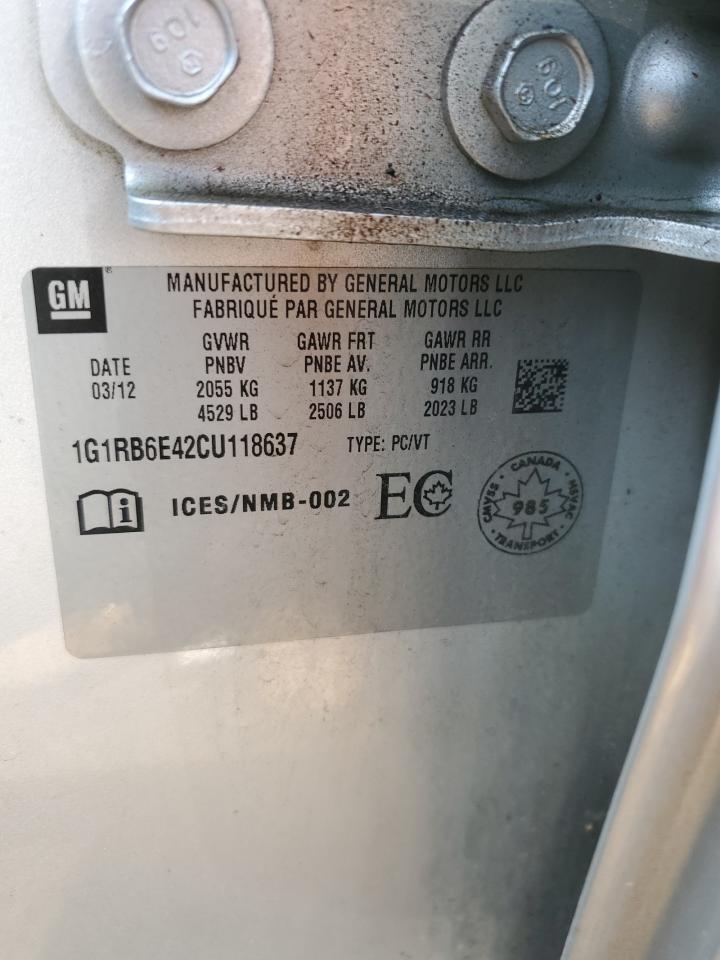 109
109
GM
MANUFACTURED BY GENERAL MOTORS LLC
FABRIQUÉ PAR GENERAL MOTORS LLC
DATE
03/12
GVWR
PNBV
2055 KG
4529 LB
GAWR FRT
PNBE AV.
1137 KG
2506 LB
GAWR RR
PNBE ARR.
918 KG
2023 LB
1G1RB6E42CU118637 TYPE: PC/VT
i ICES/NMB-002 EC
CANADA
CMVSS 985 NSVAC
TRANSPORT